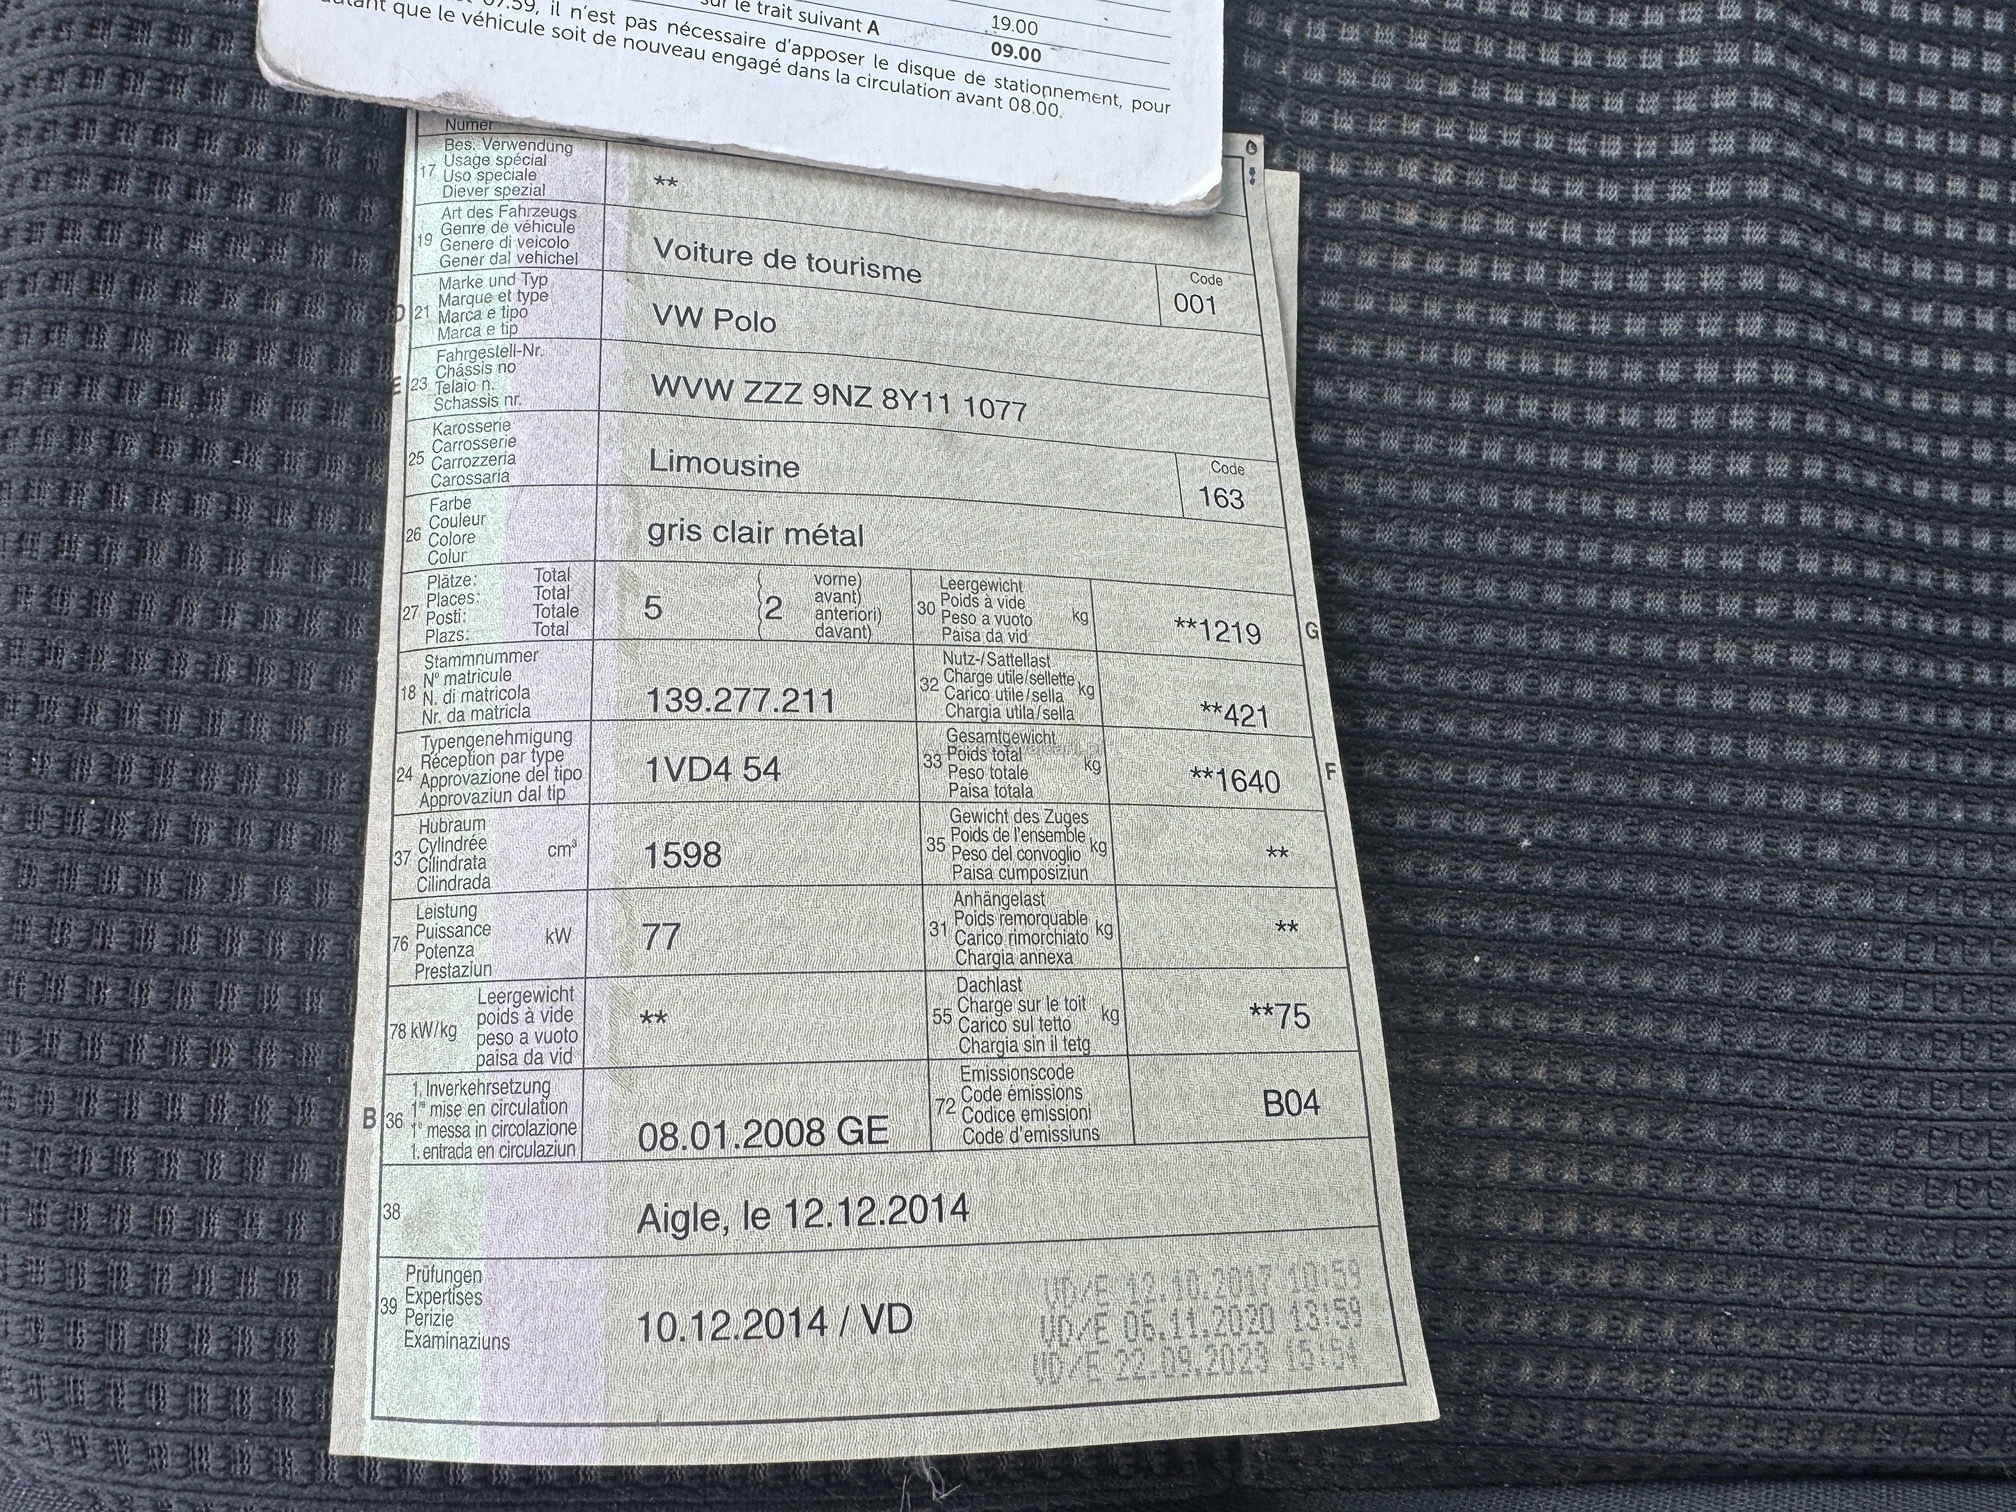 sur le trait suivant A 19.00
09.00
07.59, il n'est pas nécessaire d'apposer le disque de stationnement, pour
autant que le véhicule soit de nouveau engagé dans la circulation avant 08.00.
Numer
17
Bes. Verwendung
Usage spécial
Uso speciale
Diever spezial
**
19
Art des Fahrzeugs
Genre de véhicule
Genere di veicolo
Gener dal vehichel
Voiture de tourisme
Code
001
D
21
Marke und Typ
Marque et type
Marca e tipo
Marca e tip
VW Polo
E
23
Fahrgestell-Nr.
Châssis no
Telaio n.
Schassis nr.
WVW ZZZ 9NZ 8Y11 1077
25
Karosserie
Carrosserie
Carrozzeria
Carossaria
Limousine
Code
163
26
Farbe
Couleur
Colore
Colur
gris clair métal
27
Plätze: Total
Places: Total
Posti: Totale
Plazs: Total
5
(2
vorne)
avant)
anteriori)
davant)
30
Leergewicht
Poids à vide
Peso a vuoto
Paisa da vid
kg
**1219
G
18
Stammnummer
N° matricule
N. di matricola
Nr. da matricla
139.277.211
32
Nutz-/Sattellast
Charge utile/sellette
Carico utile/sella
Chargia utila/sella
kg
**421
24
Typengenehmigung
Réception par type
Approvazione del tipo
Approvaziun dal tip
1VD4 54
33
Gesamtgewicht
Poids total
Peso totale
Paisa totala
kg
**1640
F
37
Hubraum
Cylindrée
Cilindrata
Cilindrada
cm³
1598
35
Gewicht des Zuges
Poids de l'ensemble
Peso del convoglio
Paisa cumposiziun
kg
**
76
Leistung
Puissance
Potenza
Prestaziun
kW
77
31
Anhängelast
Poids remorquable
Carico rimorchiato
Chargia annexa
kg
**
78 kW/kg
Leergewicht
poids à vide
peso a vuoto
paisa da vid
**
55
Dachlast
Charge sur le toit
Carico sul tetto
Chargia sin il tetg
kg
**75
B
36
1. Inverkehrsetzung
1re mise en circulation
1a messa in circolazione
1. entrada en circulaziun
08.01.2008 GE
72
Emissionscode
Code émissions
Codice emissioni
Code d'emissiuns
B04
38
Aigle, le 12.12.2014
39
Prüfungen
Expertises
Perizie
Examinaziuns
10.12.2014 / VD
VD/E 12.10.2017 10:59
VD/E 06.11.2020 13:59
VD/E 22.09.2023 15:54